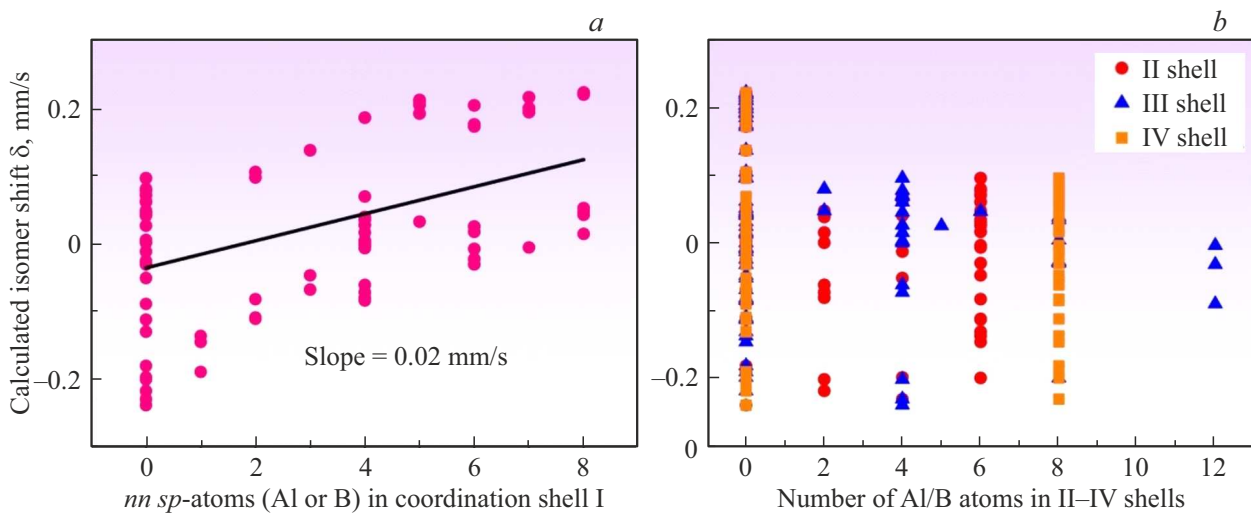 a
Calculated isomer shift δ, mm/s
0.2
0
−0.2
Slope = 0.02 mm/s
0 2 4 6 8
nn sp-atoms (Al or B) in coordination shell I
b
II shell
III shell
IV shell
0.2
0
−0.2
0
0 2 4 6 8 10 12
Number of Al/B atoms in II–IV shells